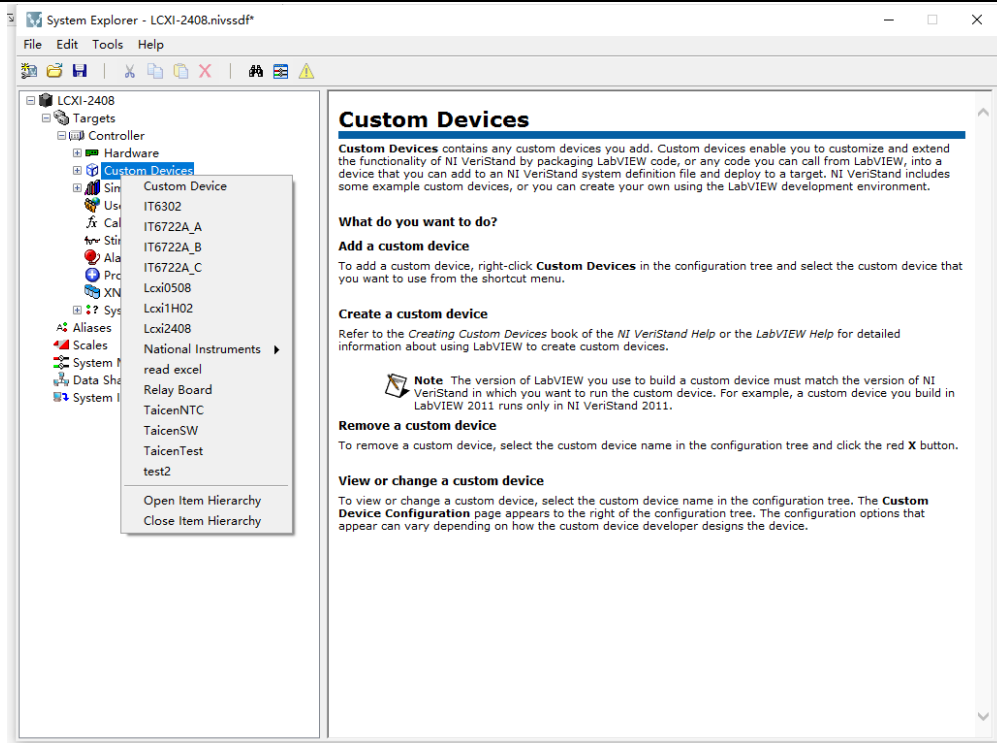 System Explorer - LCXI-2408.nivssdf*
File Edit Tools Help
LCXI-2408
Targets
Controller
Hardware
Custom Devices
Sim
Use
fx Cal
Stin
Ala
Pro
XN
Sys
Aliases
Scales
System M
Data Sha
System I
Custom Device
IT6302
IT6722A_A
IT6722A_B
IT6722A_C
Lcxi0508
Lcxi1H02
Lcxi2408
National Instruments
read excel
Relay Board
TaicenNTC
TaicenSW
TaicenTest
test2
Open Item Hierarchy
Close Item Hierarchy
Custom Devices
Custom Devices contains any custom devices you add. Custom devices enable you to customize and extend
the functionality of NI VeriStand by packaging LabVIEW code, or any code you can call from LabVIEW, into a
device that you can add to an NI VeriStand system definition file and deploy to a target. NI VeriStand includes
some example custom devices, or you can create your own using the LabVIEW development environment.
What do you want to do?
Add a custom device
To add a custom device, right-click Custom Devices in the configuration tree and select the custom device that
you want to use from the shortcut menu.
Create a custom device
Refer to the Creating Custom Devices book of the NI VeriStand Help or the LabVIEW Help for detailed
information about using LabVIEW to create custom devices.
Note The version of LabVIEW you use to build a custom device must match the version of NI
VeriStand in which you want to run the custom device. For example, a custom device you build in
LabVIEW 2011 runs only in NI VeriStand 2011.
Remove a custom device
To remove a custom device, select the custom device name in the configuration tree and click the red X button.
View or change a custom device
To view or change a custom device, select the custom device name in the configuration tree. The Custom
Device Configuration page appears to the right of the configuration tree. The configuration options that
appear can vary depending on how the custom device developer designs the device.